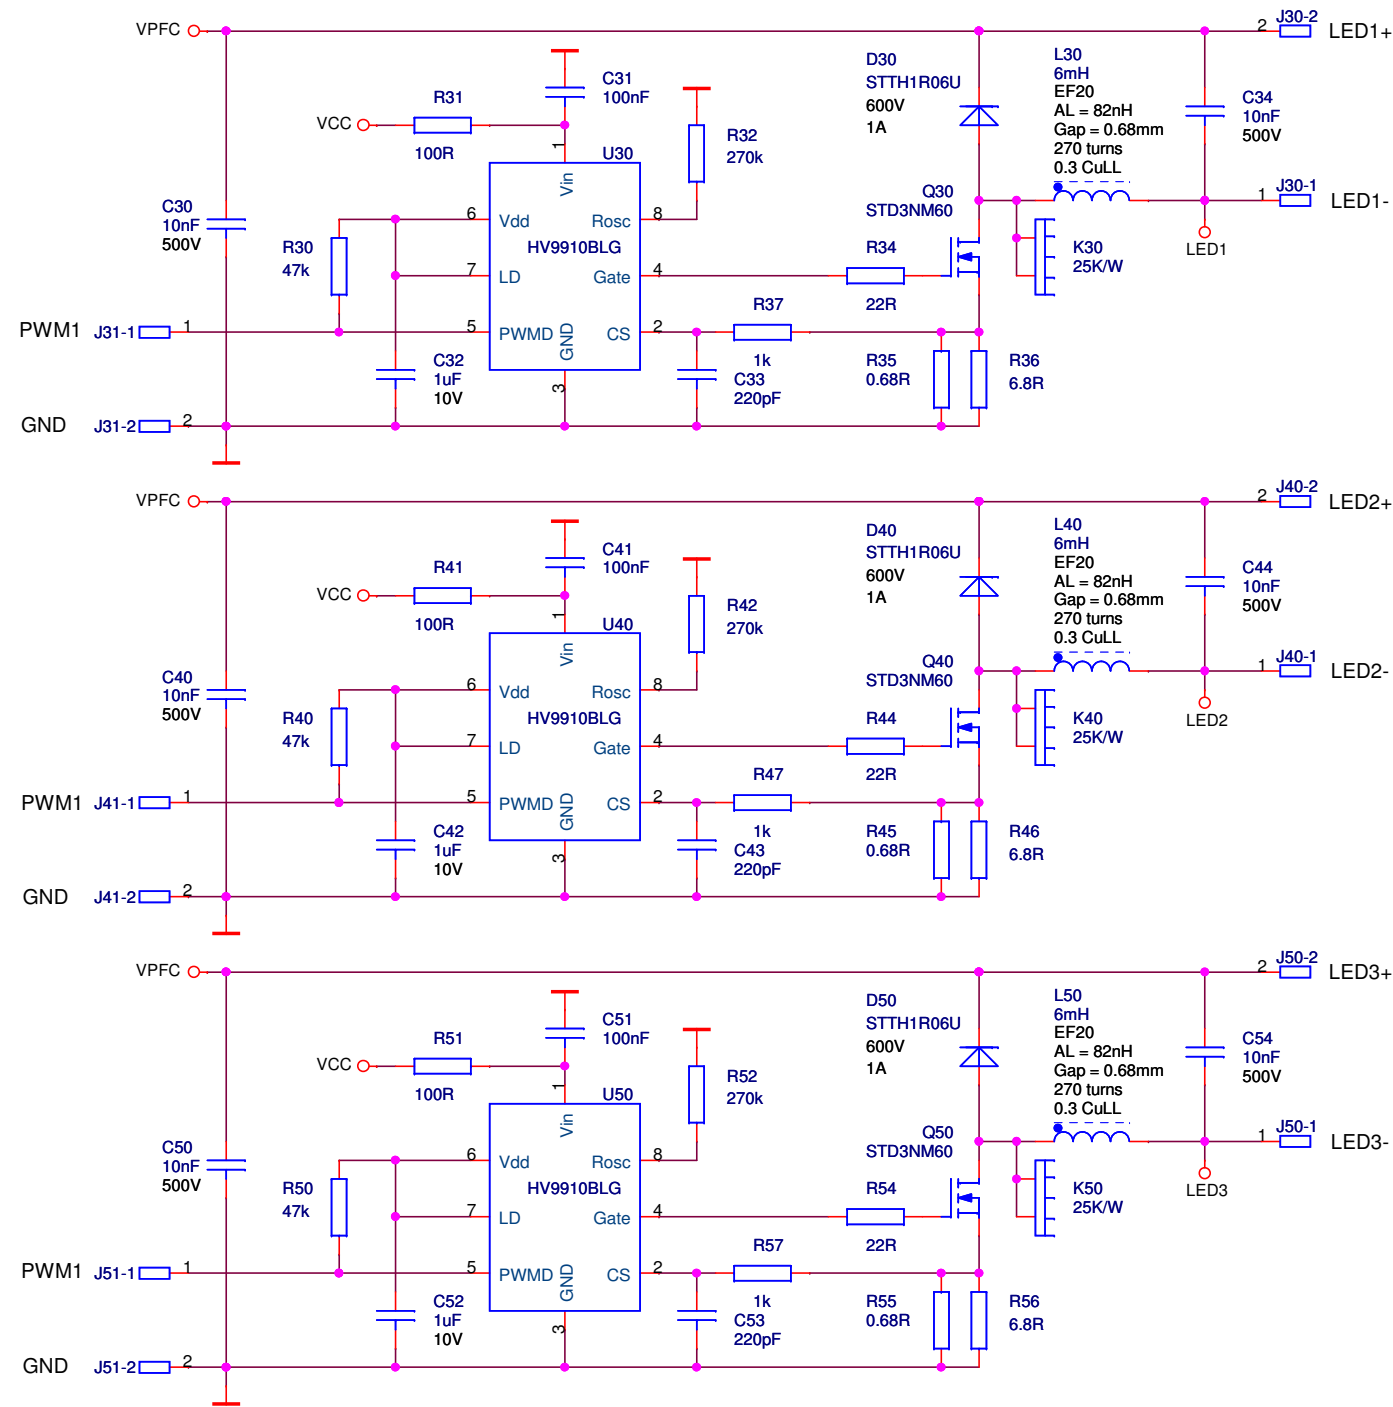 VPFC
J30-2
2
LED1+
D30
STTH1R06U
600V
1A
L30
6mH
EF20
AL = 82nH
Gap = 0.68mm
270 turns
0.3 CuLL
C31
100nF
R31
VCC
100R
R32
270k
C34
10nF
500V
1
U30
Vin
Q30
STD3NM60
1
J30-1
LED1-
C30
10nF
500V
6
Vdd
Rosc
8
HV9910BLG
R30
47k
7
LD
Gate
4
R34
22R
K30
25K/W
LED1
PWM1
J31-1
1
5
PWMD
GND
CS
2
R37
1k
C32
1uF
10V
3
C33
220pF
R35
0.68R
R36
6.8R
GND
J31-2
2
VPFC
J40-2
2
LED2+
D40
STTH1R06U
600V
1A
L40
6mH
EF20
AL = 82nH
Gap = 0.68mm
270 turns
0.3 CuLL
C41
100nF
R41
VCC
100R
R42
270k
C44
10nF
500V
1
U40
Vin
Q40
STD3NM60
1
J40-1
LED2-
C40
10nF
500V
6
Vdd
Rosc
8
HV9910BLG
R40
47k
7
LD
Gate
4
R44
22R
K40
25K/W
LED2
PWM1
J41-1
1
5
PWMD
GND
CS
2
R47
1k
C42
1uF
10V
3
C43
220pF
R45
0.68R
R46
6.8R
GND
J41-2
2
VPFC
J50-2
2
LED3+
D50
STTH1R06U
600V
1A
L50
6mH
EF20
AL = 82nH
Gap = 0.68mm
270 turns
0.3 CuLL
C51
100nF
R51
VCC
100R
R52
270k
C54
10nF
500V
1
U50
Vin
Q50
STD3NM60
1
J50-1
LED3-
C50
10nF
500V
6
Vdd
Rosc
8
HV9910BLG
R50
47k
7
LD
Gate
4
R54
22R
K50
25K/W
LED3
PWM1
J51-1
1
5
PWMD
GND
CS
2
R57
1k
C52
1uF
10V
3
C53
220pF
R55
0.68R
R56
6.8R
GND
J51-2
2